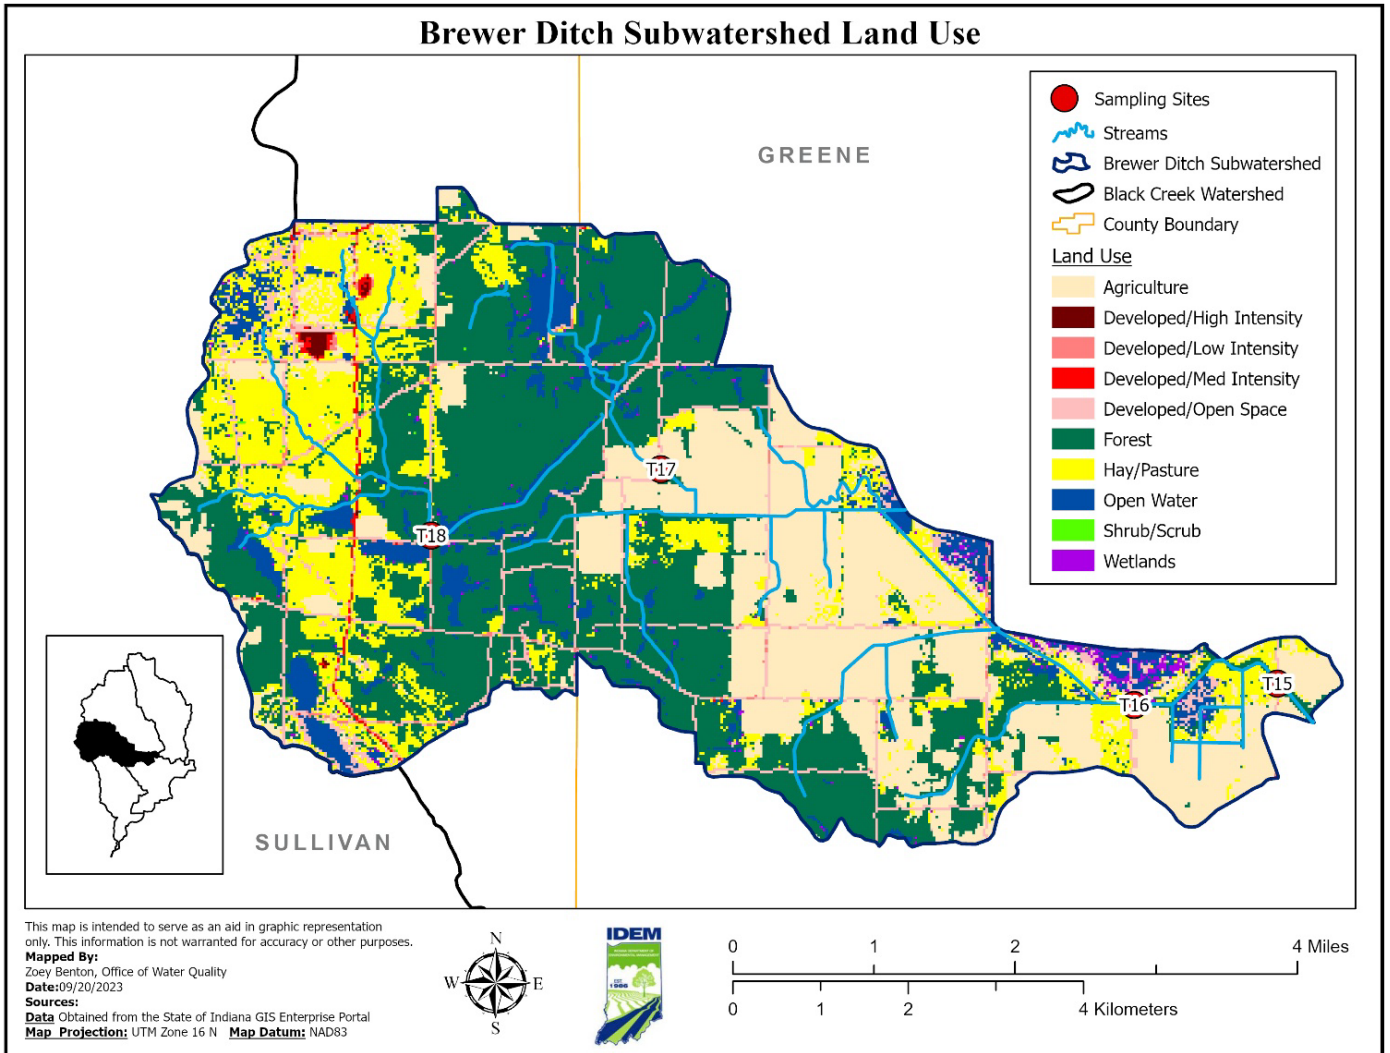 Brewer Ditch Subwatershed Land Use
GREENE
SULLIVAN
Sampling Sites
Streams
Brewer Ditch Subwatershed
Black Creek Watershed
County Boundary
Land Use
Agriculture
Developed/High Intensity
Developed/Low Intensity
Developed/Med Intensity
Developed/Open Space
Forest
Hay/Pasture
Open Water
Shrub/Scrub
Wetlands
T17
T18
T15
T16
This map is intended to serve as an aid in graphic representation
only. This information is not warranted for accuracy or other purposes.
Mapped By:
Zoey Benton, Office of Water Quality
Date:09/20/2023
Sources:
Data Obtained from the State of Indiana GIS Enterprise Portal
Map Projection: UTM Zone 16 N Map Datum: NAD83
N
W E
S
IDEM
EST.
1986
0 1 2 4 Miles
0 1 2 4 Kilometers